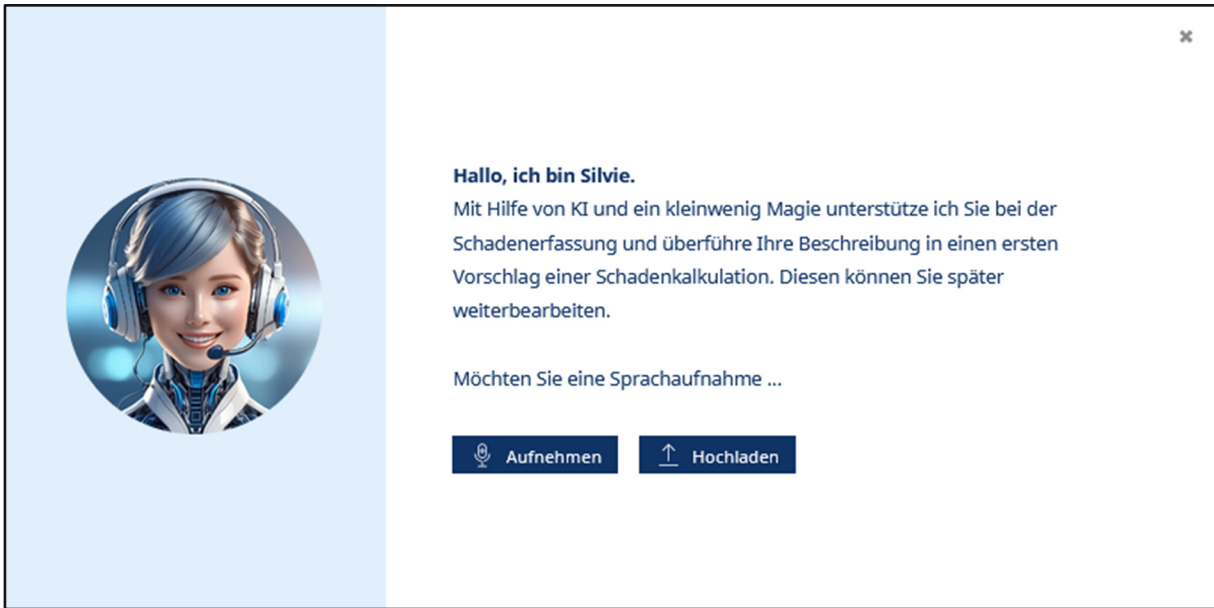 Hallo, ich bin Silvie.
Mit Hilfe von KI und ein kleinwenig Magie unterstütze ich Sie bei der
Schadenerfassung und überführe Ihre Beschreibung in einen ersten
Vorschlag einer Schadenkalkulation. Diesen können Sie später
weiterbearbeiten.
Möchten Sie eine Sprachaufnahme ...
Aufnehmen Hochladen